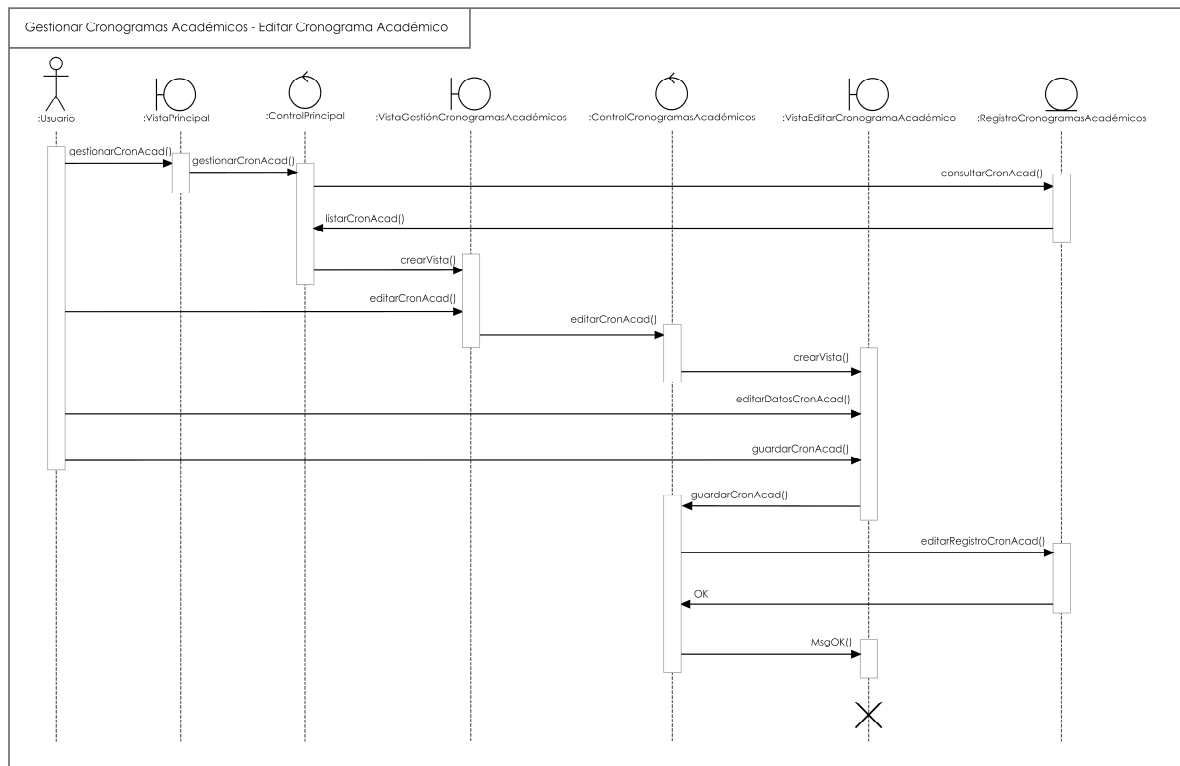 Gestionar Cronogramas Académicos - Editar Cronograma Académico
:Usuario
:VistaPrincipal
:ControlPrincipal
:VistaGestiónCronogramasAcadémicos
:ControlCronogramasAcadémicos
:VistaEditarCronogramaAcadémico
:RegistroCronogramasAcadémicos
gestionarCronAcad()
gestionarCronAcad()
consultarCronAcad()
listarCronAcad()
crearVista()
editarCronAcad()
editarCronAcad()
crearVista()
editarDatosCronAcad()
guardarCronAcad()
guardarCronAcad()
editarRegistroCronAcad()
OK
MsgOK()